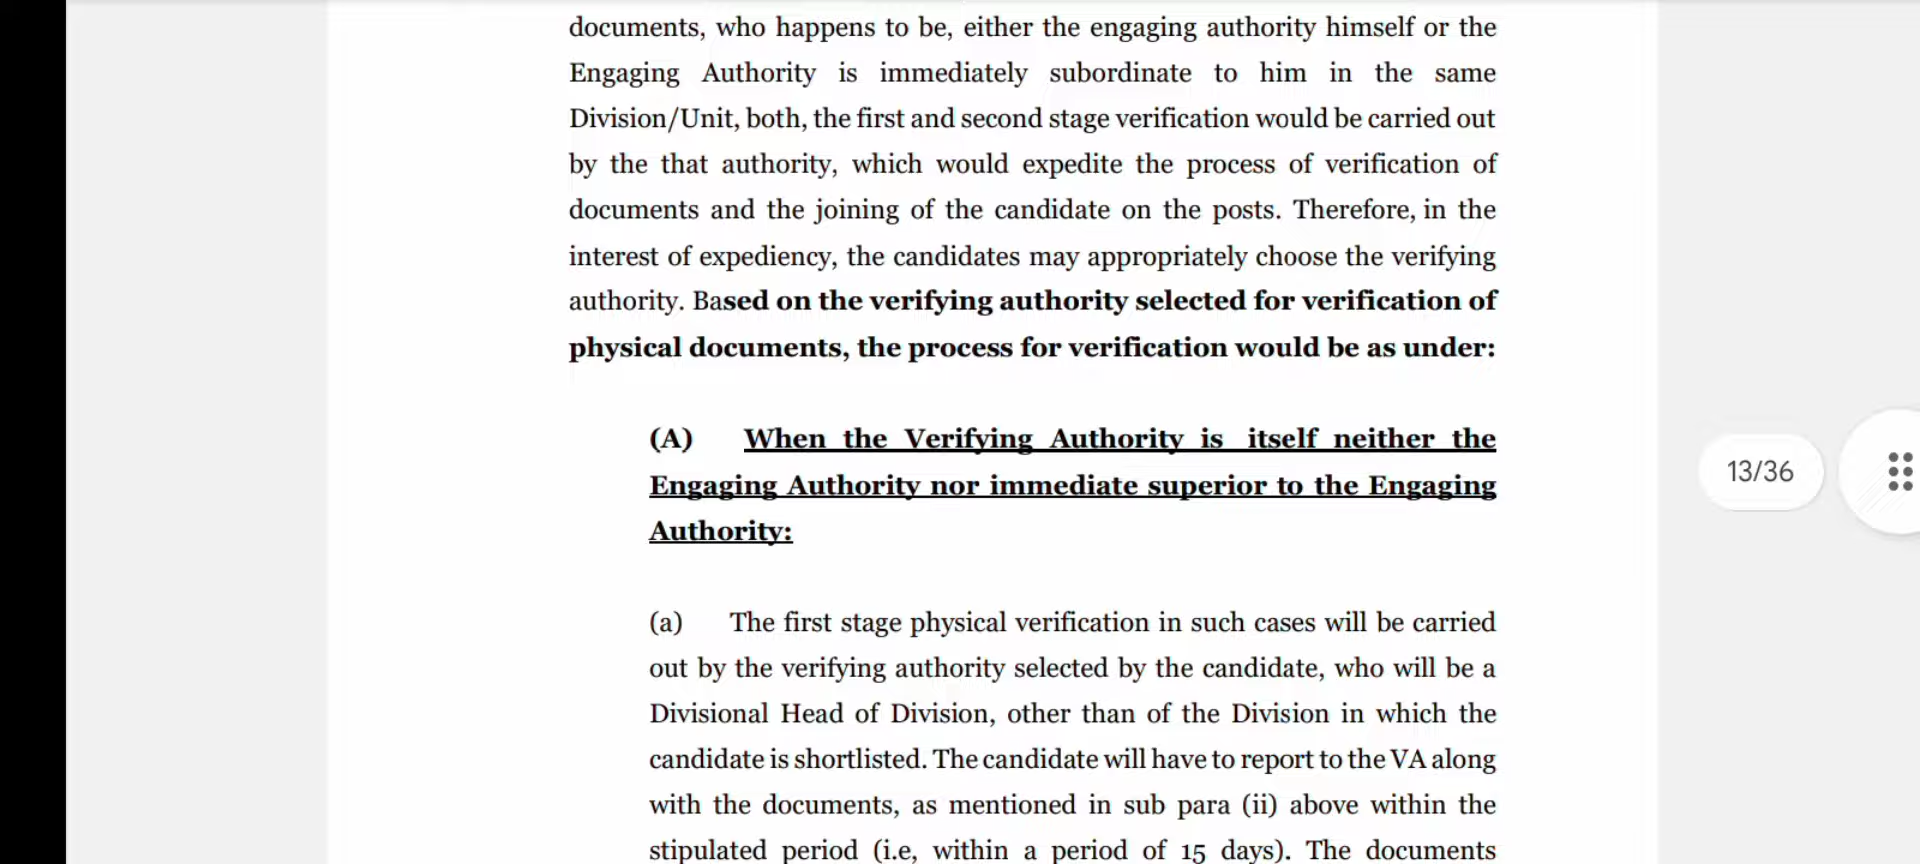 documents, who happens to be, either the engaging authority himself or the
Engaging Authority is immediately subordinate to him in the same
Division/Unit, both, the first and second stage verification would be carried out
by the that authority, which would expedite the process of verification of
documents and the joining of the candidate on the posts. Therefore, in the
interest of expediency, the candidates may appropriately choose the verifying
authority. Based on the verifying authority selected for verification of
physical documents, the process for verification would be as under:
(A) When the Verifying Authority is itself neither the
Engaging Authority nor immediate superior to the Engaging
Authority:
13/36
(a) The first stage physical verification in such cases will be carried
out by the verifying authority selected by the candidate, who will be a
Divisional Head of Division, other than of the Division in which the
candidate is shortlisted. The candidate will have to report to the VA along
with the documents, as mentioned in sub para (ii) above within the
stipulated period (i.e, within a period of 15 days). The documents